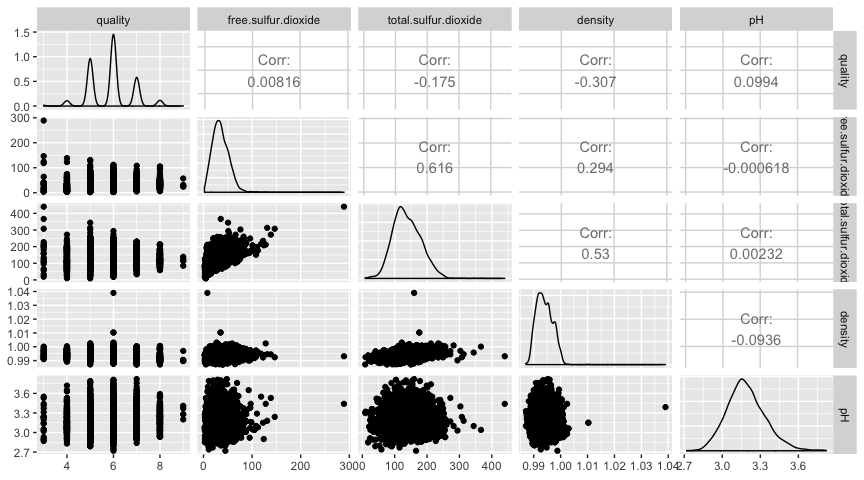 quality
free.sulfur.dioxide
total.sulfur.dioxide
density
pH
1.5
1.0
0.5
0.0
Corr:
0.00816
Corr:
-0.175
Corr:
-0.307
Corr:
0.0994
quality
300
200
100
0
Corr:
0.616
Corr:
0.294
Corr:
-0.000618
ee.sulfur.dioxid
400
300
200
100
0
Corr:
0.53
Corr:
0.00232
otal.sulfur.dioxid
1.04
1.03
1.02
1.01
1.00
0.99
Corr:
-0.0936
density
3.6
3.3
3.0
2.7
pH
4 6 8
0 100 200 300
0 100 200 300 400
0.99 1.00 1.01 1.02 1.03 1.04
2.7 3.0 3.3 3.6